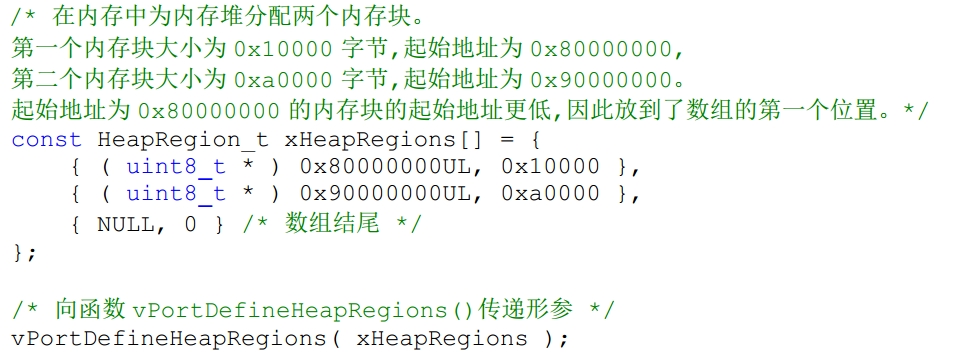 /* 在内存中为内存堆分配两个内存块。
第一个内存块大小为 0x10000 字节,起始地址为 0x80000000,
第二个内存块大小为 0xa0000 字节,起始地址为 0x90000000。
起始地址为 0x80000000 的内存块的起始地址更低,因此放到了数组的第一个位置。*/
const HeapRegion_t xHeapRegions[] = {
    { ( uint8_t * ) 0x80000000UL, 0x10000 },
    { ( uint8_t * ) 0x90000000UL, 0xa0000 },
    { NULL, 0 } /* 数组结尾 */
};
/* 向函数 vPortDefineHeapRegions()传递形参 */
vPortDefineHeapRegions( xHeapRegions );